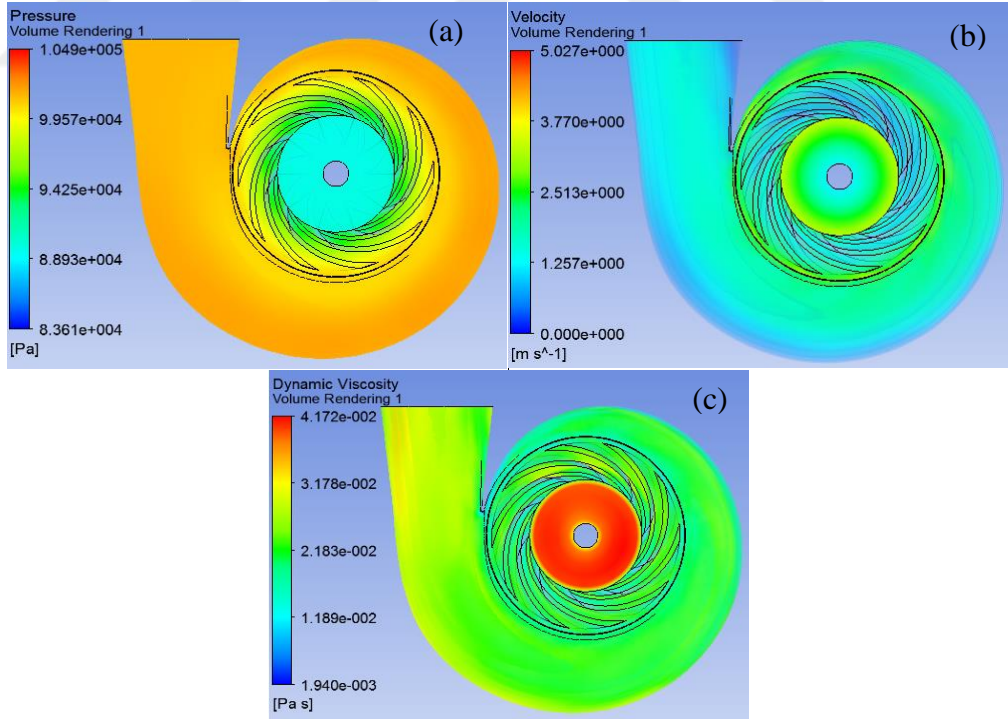 Pressure
Volume Rendering 1
1.049e+005
9.957e+004
9.425e+004
8.893e+004
8.361e+004
[Pa]
(a)
Velocity
Volume Rendering 1
5.027e+000
3.770e+000
2.513e+000
1.257e+000
0.000e+000
[m s^-1]
(b)
Dynamic Viscosity
Volume Rendering 1
4.172e-002
3.178e-002
2.183e-002
1.189e-002
1.940e-003
[Pa s]
(c)